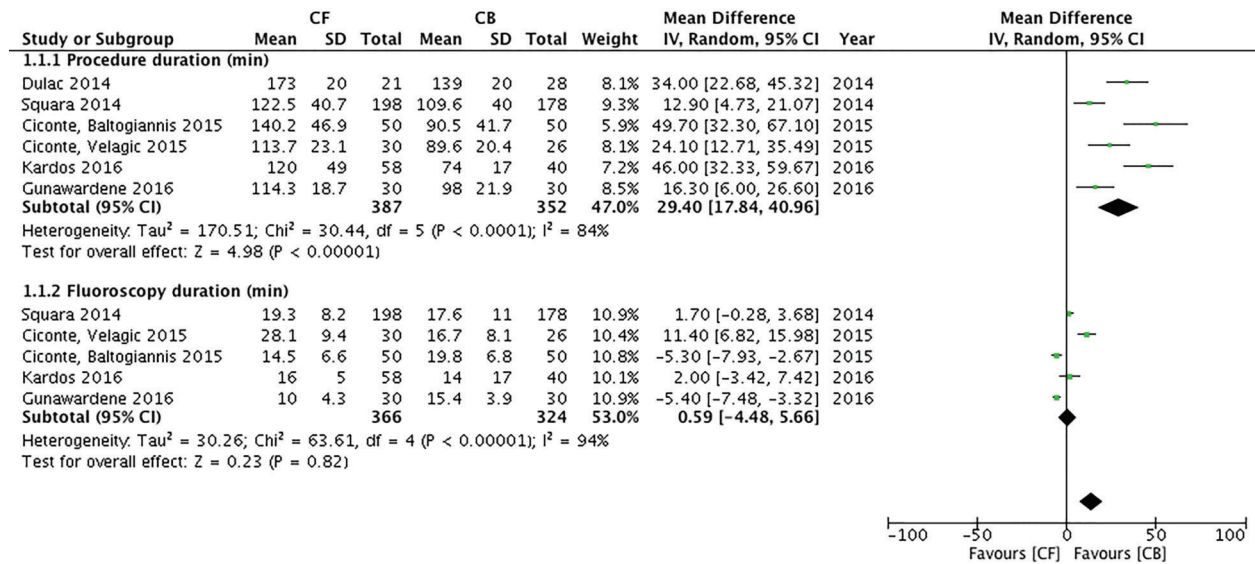 CF CB Mean Difference Mean Difference
Study or Subgroup Mean SD Total Mean SD Total Weight IV, Random, 95% CI Year IV, Random, 95% CI
1.1.1 Procedure duration (min)
Dulac 2014 173 20 21 139 20 28 8.1% 34.00 [22.68, 45.32] 2014
Squara 2014 122.5 40.7 198 109.6 40 178 9.3% 12.90 [4.73, 21.07] 2014
Ciconte, Baltogiannis 2015 140.2 46.9 50 90.5 41.7 50 5.9% 49.70 [32.30, 67.10] 2015
Ciconte, Velagic 2015 113.7 23.1 30 89.6 20.4 26 8.1% 24.10 [12.71, 35.49] 2015
Kardos 2016 120 49 58 74 17 40 7.2% 46.00 [32.33, 59.67] 2016
Gunawardene 2016 114.3 18.7 30 98 21.9 30 8.5% 16.30 [6.00, 26.60] 2016
Subtotal (95% CI) 387 352 47.0% 29.40 [17.84, 40.96]
Heterogeneity: Tau² = 170.51; Chi² = 30.44, df = 5 (P < 0.0001); I² = 84%
Test for overall effect: Z = 4.98 (P < 0.00001)
1.1.2 Fluoroscopy duration (min)
Squara 2014 19.3 8.2 198 17.6 11 178 10.9% 1.70 [−0.28, 3.68] 2014
Ciconte, Velagic 2015 28.1 9.4 30 16.7 8.1 26 10.4% 11.40 [6.82, 15.98] 2015
Ciconte, Baltogiannis 2015 14.5 6.6 50 19.8 6.8 50 10.8% −5.30 [−7.93, −2.67] 2015
Kardos 2016 16 5 58 14 17 40 10.1% 2.00 [−3.42, 7.42] 2016
Gunawardene 2016 10 4.3 30 15.4 3.9 30 10.9% −5.40 [−7.48, −3.32] 2016
Subtotal (95% CI) 366 324 53.0% 0.59 [−4.48, 5.66]
Heterogeneity: Tau² = 30.26; Chi² = 63.61, df = 4 (P < 0.00001); I² = 94%
Test for overall effect: Z = 0.23 (P = 0.82)
−100 −50 0 50 100
Favours [CF] Favours [CB]